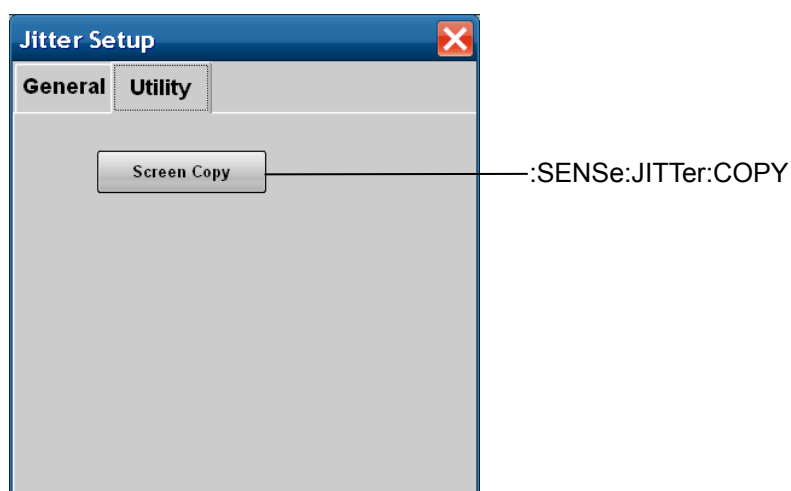 Jitter Setup
General Utility
Screen Copy
:SENSe:JITTer:COPY